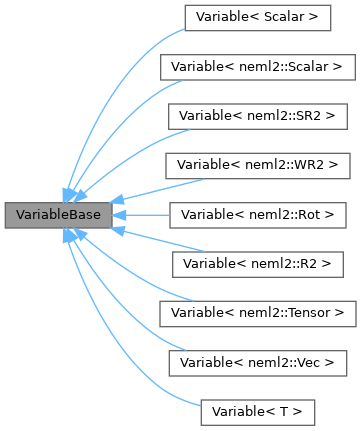 Variable< Scalar >
Variable< neml2::Scalar >
Variable< neml2::SR2 >
Variable< neml2::WR2 >
VariableBase
Variable< neml2::Rot >
Variable< neml2::R2 >
Variable< neml2::Tensor >
Variable< neml2::Vec >
Variable< T >